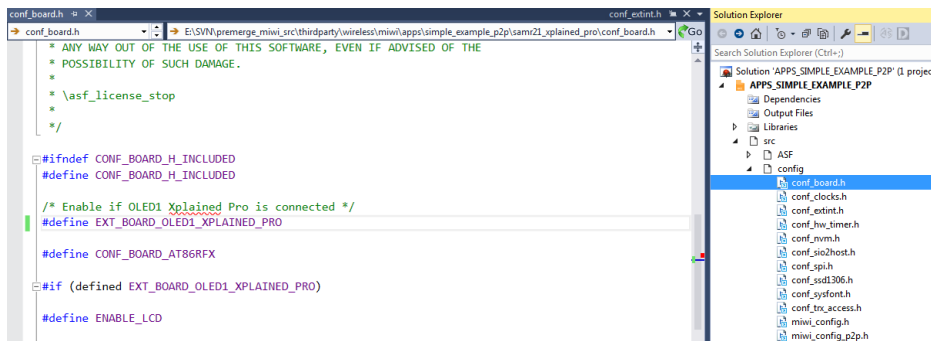 conf_board.h
conf_extint.h
conf_board.h
E:\SVN\premerge_miwi_src\thirdparty\wireless\miwi\apps\simple_example_p2p\samr21_xplained_pro\conf_board.h
Go
* ANY WAY OUT OF THE USE OF THIS SOFTWARE, EVEN IF ADVISED OF THE
* POSSIBILITY OF SUCH DAMAGE.
*
* \asf_license_stop
*
*/
#ifndef CONF_BOARD_H_INCLUDED
#define CONF_BOARD_H_INCLUDED
/* Enable if OLED1 Xplained Pro is connected */
#define EXT_BOARD_OLED1_XPLAINED_PRO
#define CONF_BOARD_AT86RFX
#if (defined EXT_BOARD_OLED1_XPLAINED_PRO)
#define ENABLE_LCD
Solution Explorer
Search Solution Explorer (Ctrl+;)
Solution 'APPS_SIMPLE_EXAMPLE_P2P' (1 projec
APPS_SIMPLE_EXAMPLE_P2P
Dependencies
Output Files
Libraries
src
ASF
config
conf_board.h
conf_clocks.h
conf_extint.h
conf_hw_timer.h
conf_nvm.h
conf_sio2host.h
conf_spi.h
conf_ssd1306.h
conf_sysfont.h
conf_trx_access.h
miwi_config.h
miwi_config_p2p.h